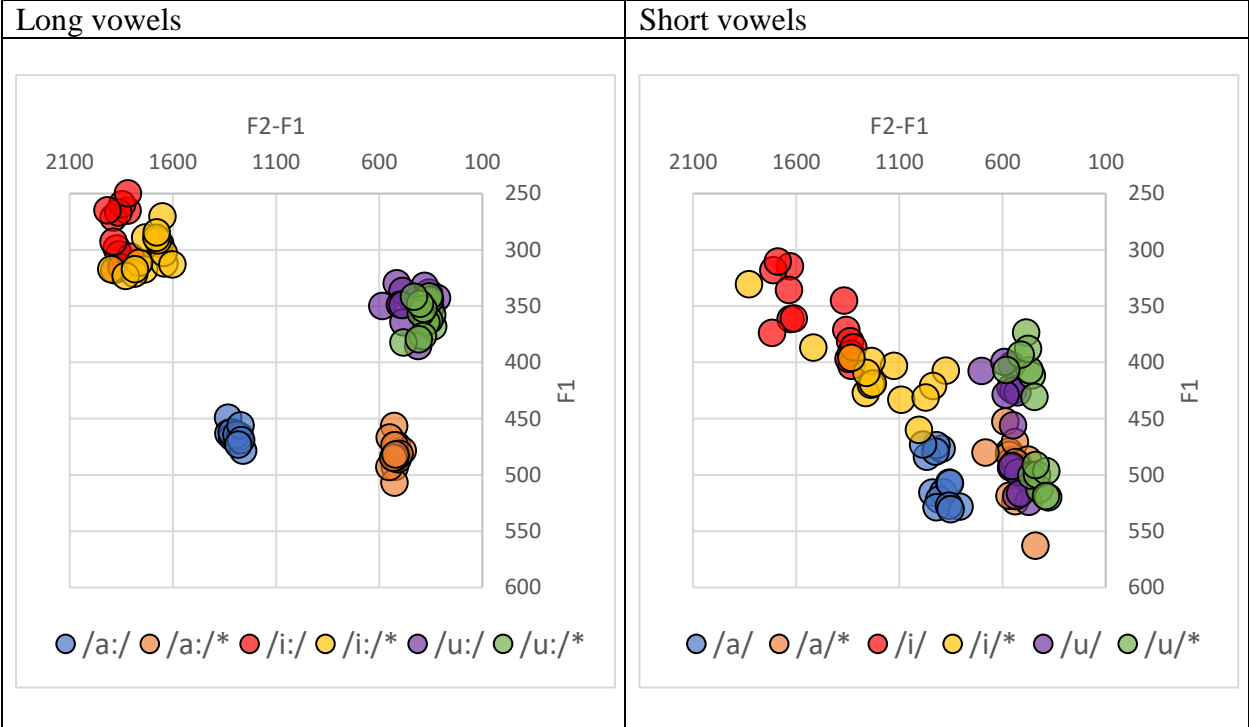 Long vowels
Short vowels
F2-F1
2100 1600 1100 600 100
250
300
350
400
450
500
550
600
F1
/a:/ /a:/* /i:/ /i:/* /u:/ /u:/*
F2-F1
2100 1600 1100 600 100
250
300
350
400
450
500
550
600
F1
/a/ /a/* /i/ /i/* /u/ /u/*